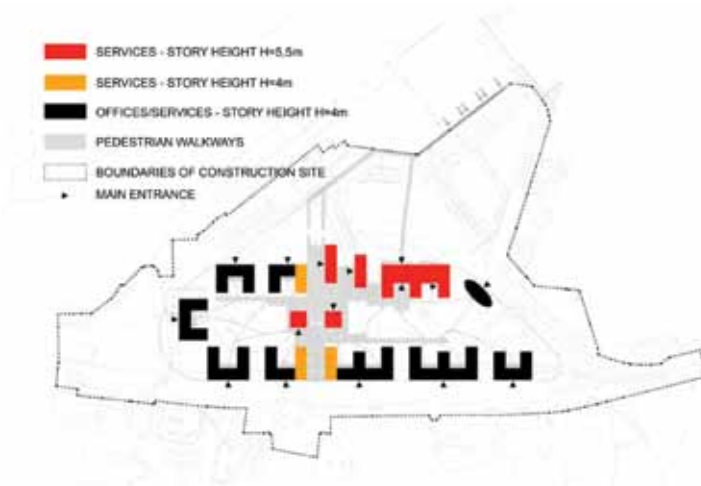 SERVICES - STORY HEIGHT H=5,5m
SERVICES - STORY HEIGHT H=4m
OFFICES/SERVICES - STORY HEIGHT H=4m
PEDESTRIAN WALKWAYS
BOUNDARIES OF CONSTRUCTION SITE
MAIN ENTRANCE